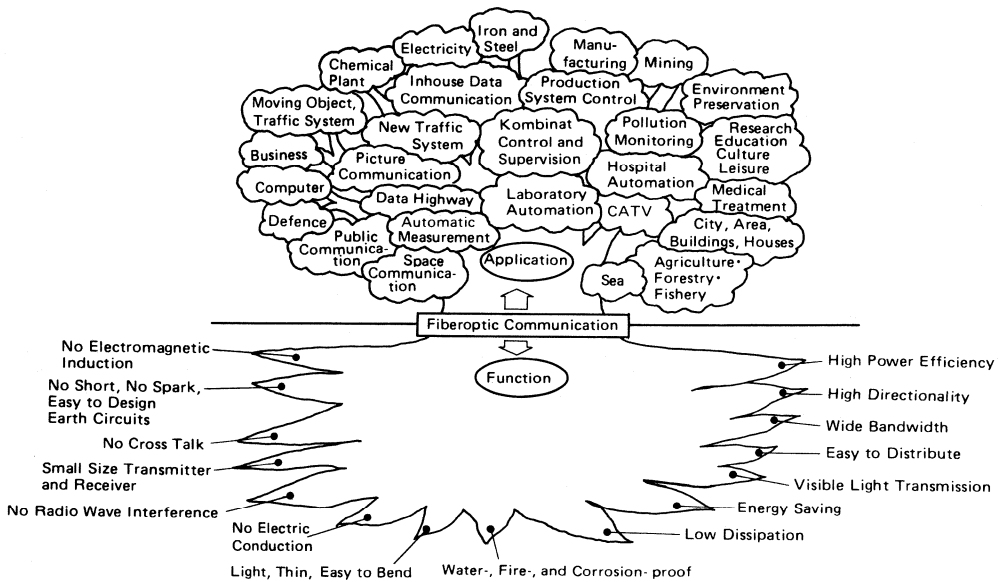 Iron and
Steel
Electricity
Manu-
facturing
Mining
Chemical
Plant
Inhouse Data
Communication
Production
System Control
Environment
Preservation
Moving Object,
Traffic System
New Traffic
System
Kombinat
Control and
Supervision
Pollution
Monitoring
Research
Education
Culture
Leisure
Business
Picture
Communication
Hospital
Automation
Computer
Data Highway
Laboratory
Automation
CATV
Medical
Treatment
Defence
Public
Communica-
tion
Automatic
Measurement
City, Area,
Buildings, Houses
Space
Communica-
tion
Application
Sea
Agriculture·
Forestry·
Fishery
Fiberoptic Communication
Function
No Electromagnetic
Induction
No Short, No Spark,
Easy to Design
Earth Circuits
No Cross Talk
Small Size Transmitter
and Receiver
No Radio Wave Interference
No Electric
Conduction
Light, Thin, Easy to Bend
Water-, Fire-, and Corrosion- proof
Low Dissipation
Energy Saving
Visible Light Transmission
Easy to Distribute
Wide Bandwidth
High Directionality
High Power Efficiency